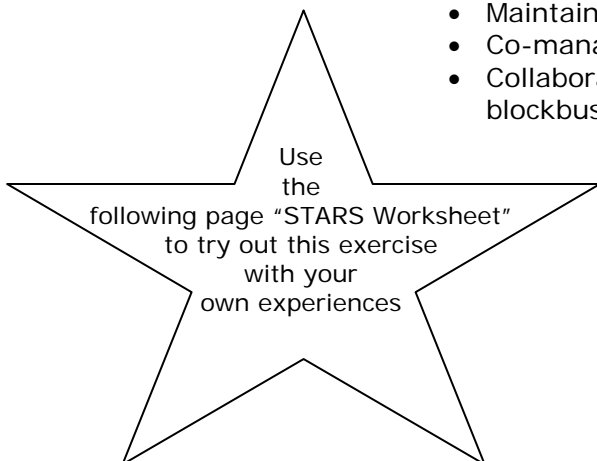 • Maintain
• Co-mana
• Collabora
blockbus
Use
the
following page “STARS Worksheet”
to try out this exercise
with your
own experiences